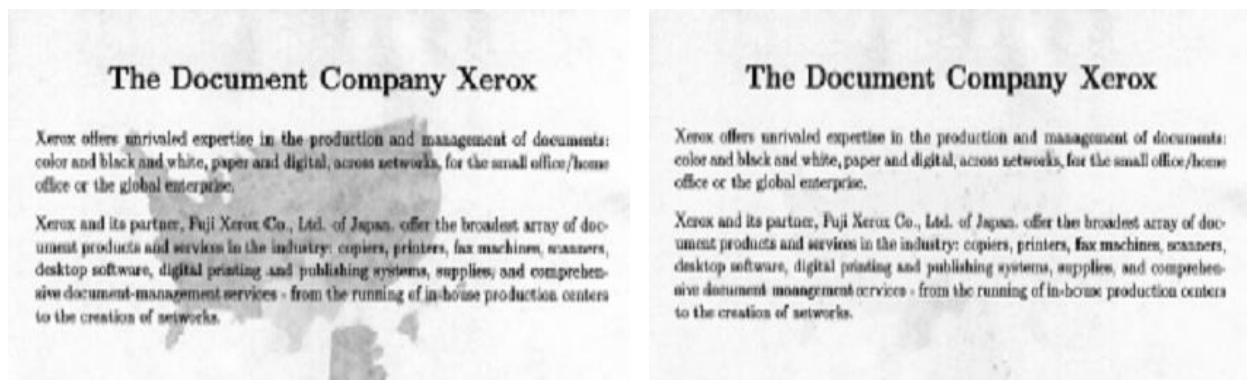 The Document Company Xerox
Xerox offers unrivaled expertise in the production and management of documents:
color and black and white, paper and digital, across networks, for the small office/home
office or the global enterprise.
Xerox and its partner, Fuji Xerox Co., Ltd. of Japan. offer the broadest array of doc-
ument products and services in the industry: copiers, printers, fax machines, scanners,
desktop software, digital printing and publishing systems, supplies, and comprehen-
sive document-management services - from the running of in-house production centers
to the creation of networks.
The Document Company Xerox
Xerox offers unrivaled expertise in the production and management of documents:
color and black and white, paper and digital, across networks, for the small office/home
office or the global enterprise.
Xerox and its partner, Fuji Xerox Co., Ltd. of Japan. offer the broadest array of doc-
ument products and services in the industry: copiers, printers, fax machines, scanners,
desktop software, digital printing and publishing systems, supplies, and comprehen-
sive document management services - from the running of in-house production centers
to the creation of networks.